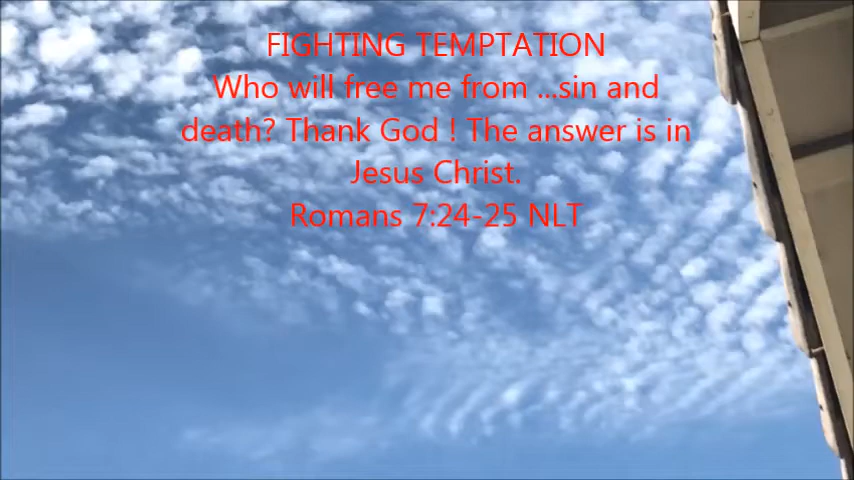 FIGHTING TEMPTATION
Who will free me from ...sin and
death? Thank God ! The answer is in
Jesus Christ.
Romans 7:24-25 NLT